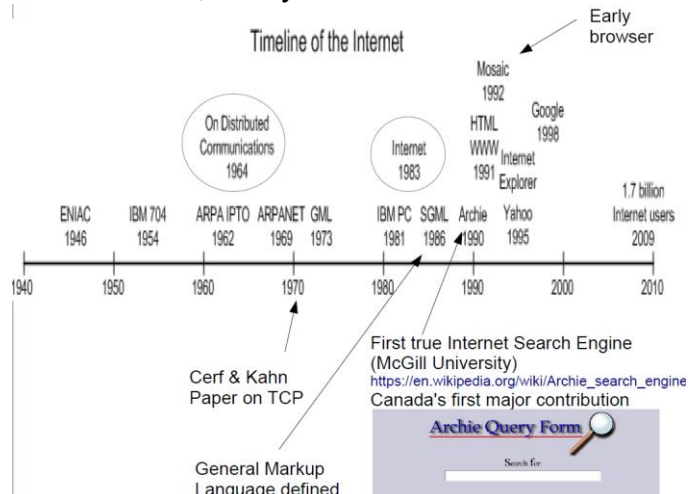 Timeline of the Internet
Early
browser
Mosaic
1992
Google
1998
On Distributed
Communications
1964
Internet
1983
HTML
WWW
1991
Internet
Explorer
1.7 billion
Internet users
2009
ENIAC
1946
IBM 704
1954
ARPA IPTO
1962
ARPANET
1969
GML
1973
IBM PC
1981
SGML
1986
Archie
1990
Yahoo
1995
1940 1950 1960 1970 1980 1990 2000 2010
Cerf & Kahn
Paper on TCP
First true Internet Search Engine
(McGill University)
https://en.wikipedia.org/wiki/Archie_search_engine
Canada's first major contribution
Archie Query Form
Search for
General Markup
Language defined